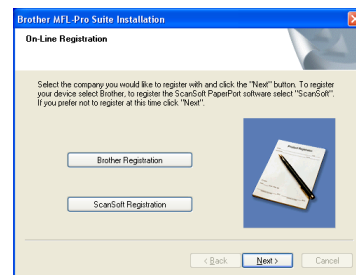 Brother MFL-Pro Suite Installation
On-Line Registration
Select the company you would like to register with and click the "Next" button. To register
your device select Brother, to register the ScanSoft PaperPort software select "ScanSoft".
If you prefer not to register at this time click "Next".
Brother Registration
ScanSoft Registration
< Back
Next >
Cancel